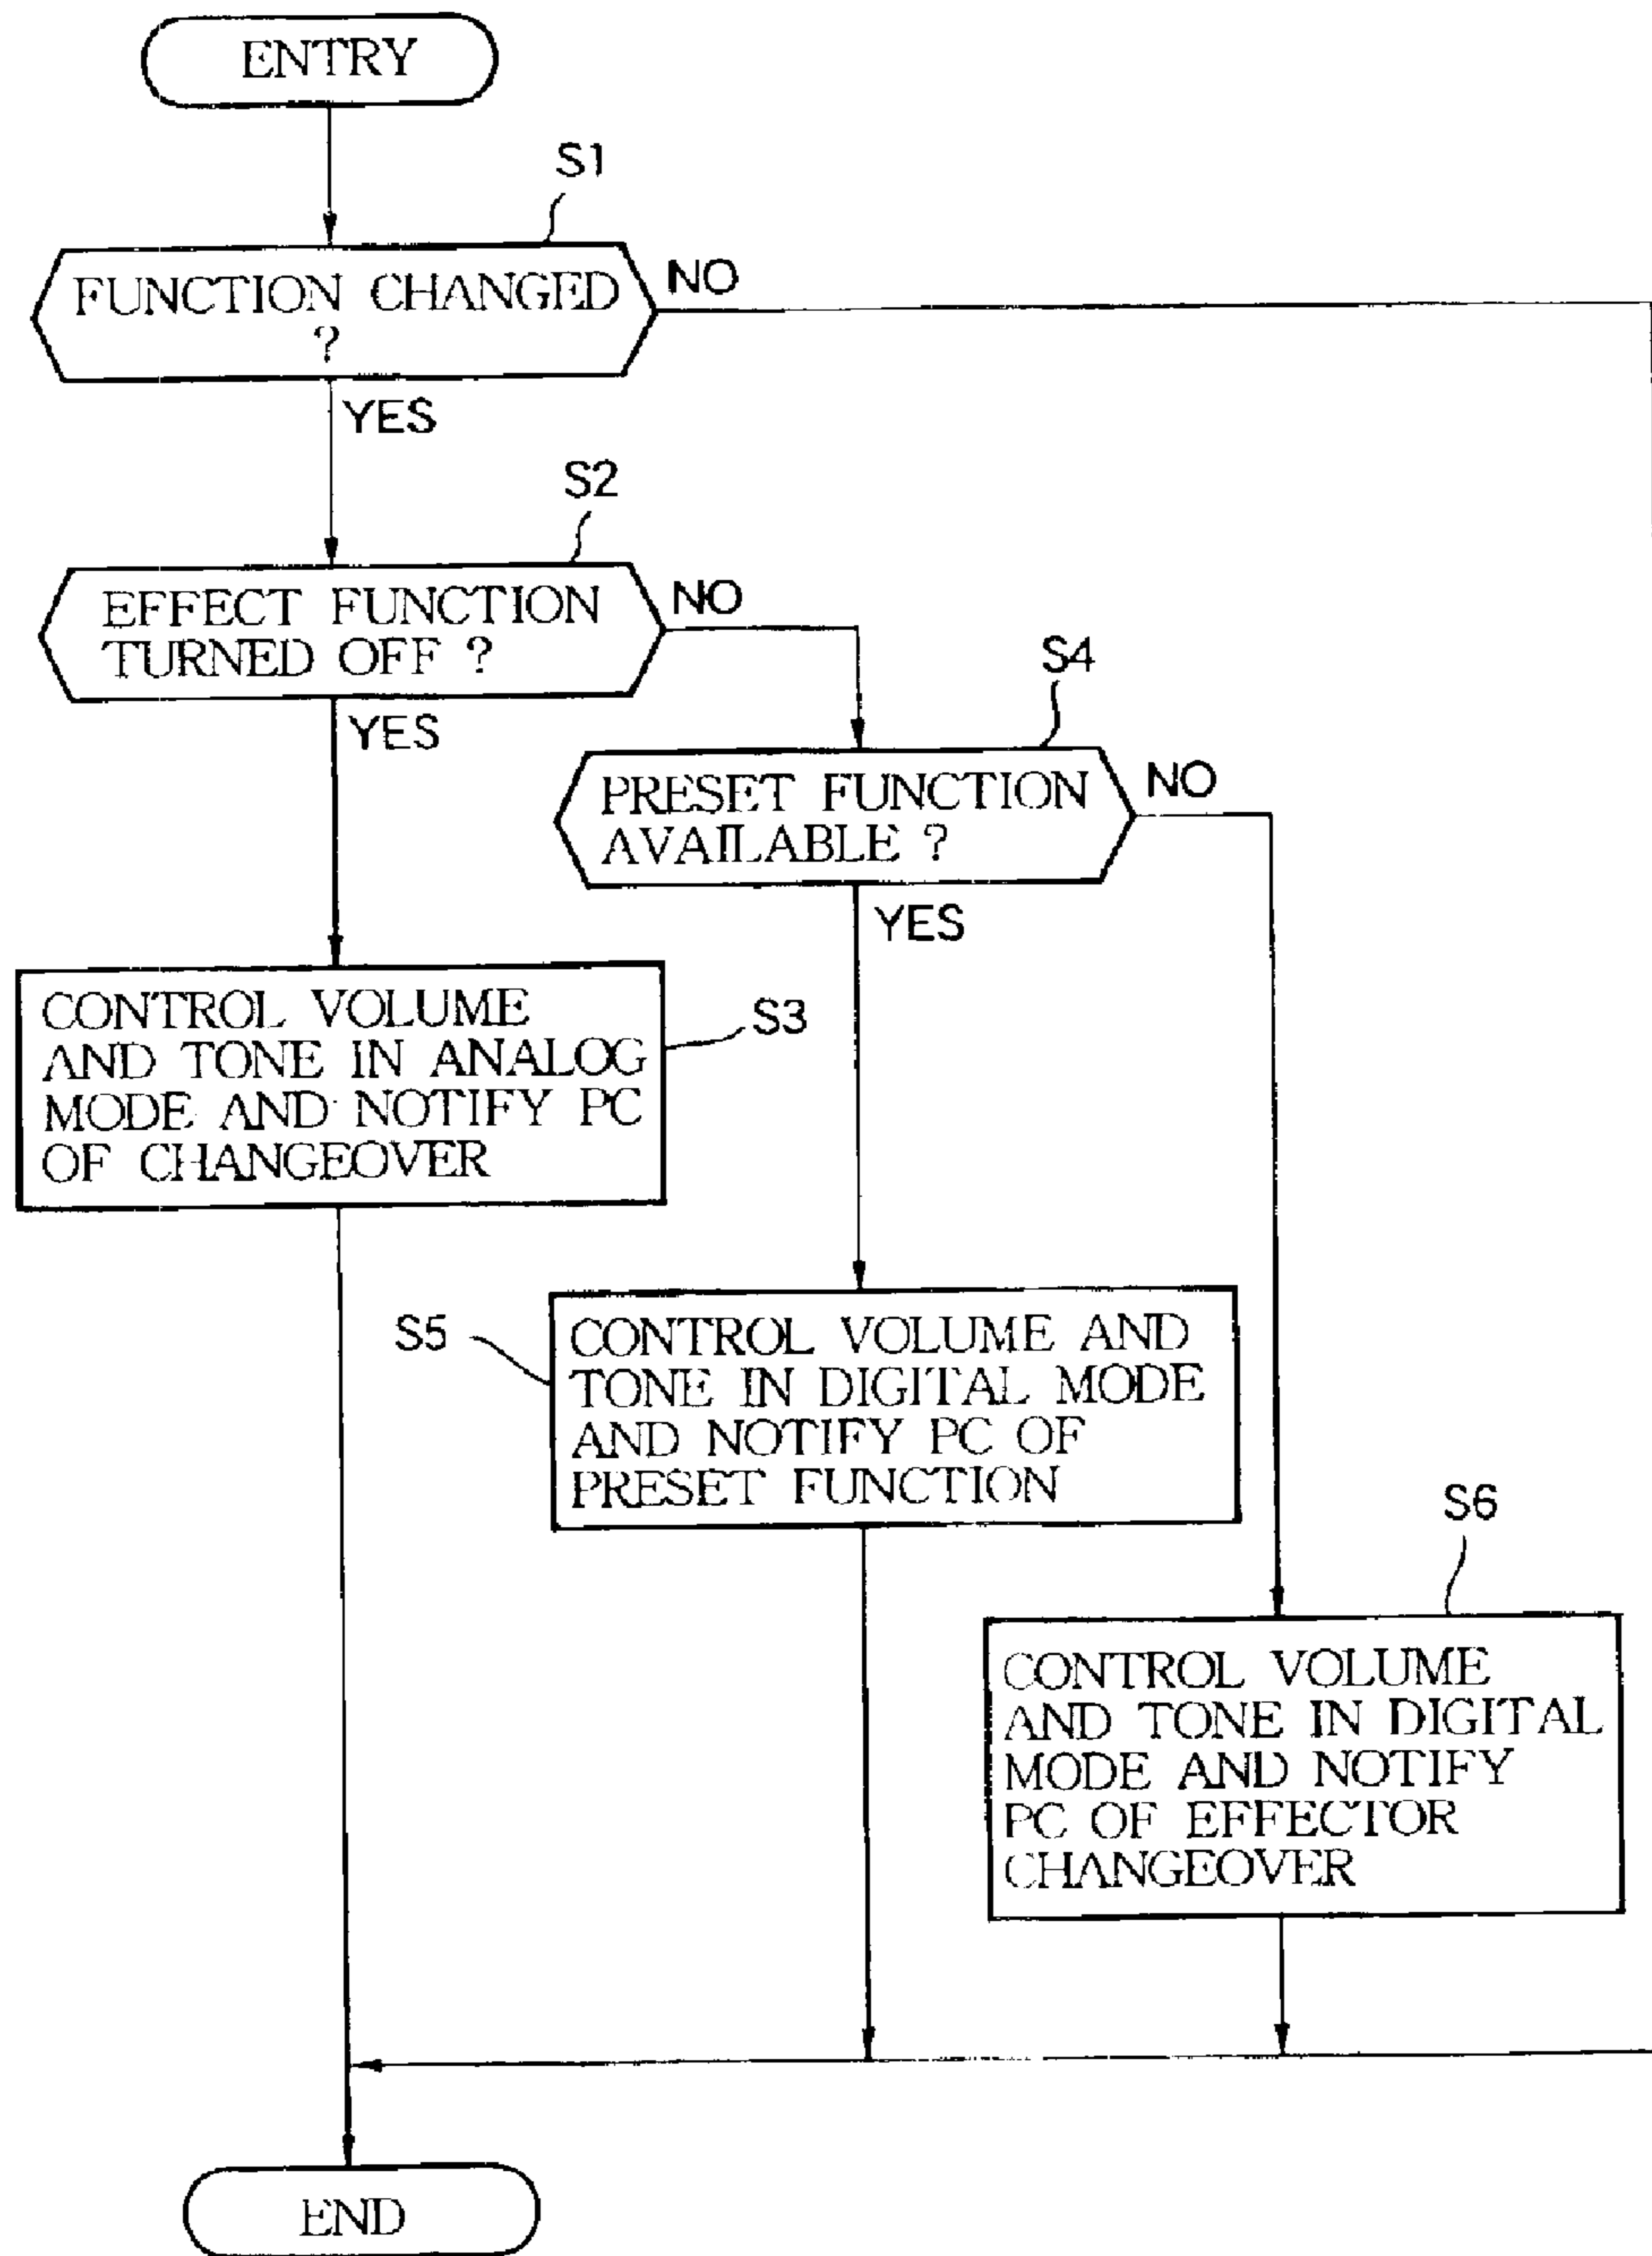 ENTRY
S1
FUNCTION CHANGED
?
NO
YES
S2
EFFECT FUNCTION
TURNED OFF ?
NO
YES
S4
PRESET FUNCTION
AVAILABLE ?
NO
YES
CONTROL VOLUME
AND TONE IN ANALOG
MODE AND NOTIFY PC
OF CHANGEOVER
S3
S5
CONTROL VOLUME AND
TONE IN DIGITAL MODE
AND NOTIFY PC OF
PRESET FUNCTION
S6
CONTROL VOLUME
AND TONE IN DIGITAL
MODE AND NOTIFY
PC OF EFFECTOR
CHANGEOVER
END